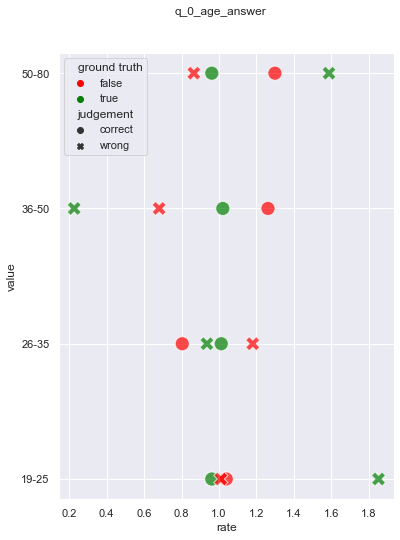 q_0_age_answer
ground truth
false
true
judgement
correct
wrong
50-80
36-50
26-35
19-25
value
0.2 0.4 0.6 0.8 1.0 1.2 1.4 1.6 1.8
rate